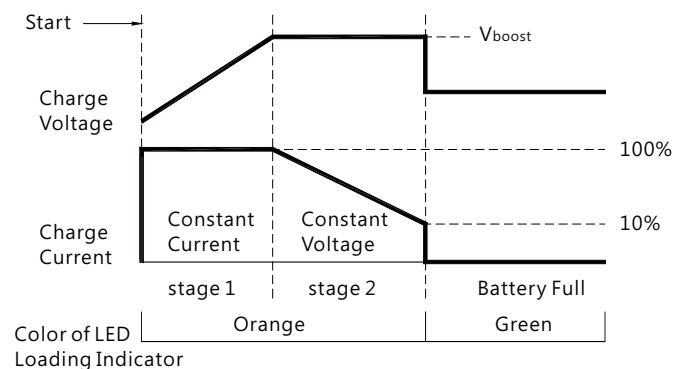 Start
Vboost
Charge
Voltage
100%
Constant
Current
Constant
Voltage
10%
Charge
Current
stage 1
stage 2
Battery Full
Orange
Green
Color of LED
Loading Indicator